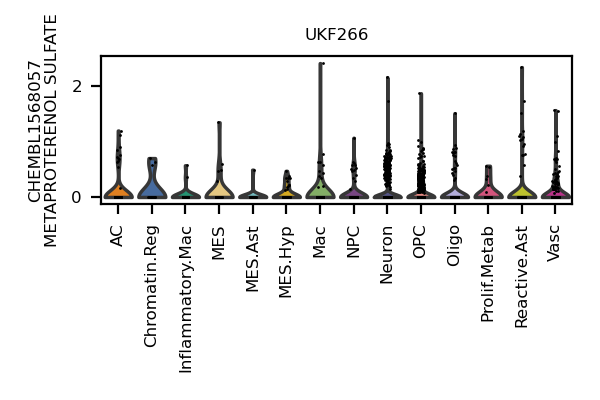 UKF266
CHEMBL1568057
METAPROTERENOL SULFATE
2
0
AC
Chromatin.Reg
Inflammatory.Mac
MES
MES.Ast
MES.Hyp
Mac
NPC
Neuron
OPC
Oligo
Prolif.Metab
Reactive.Ast
Vasc